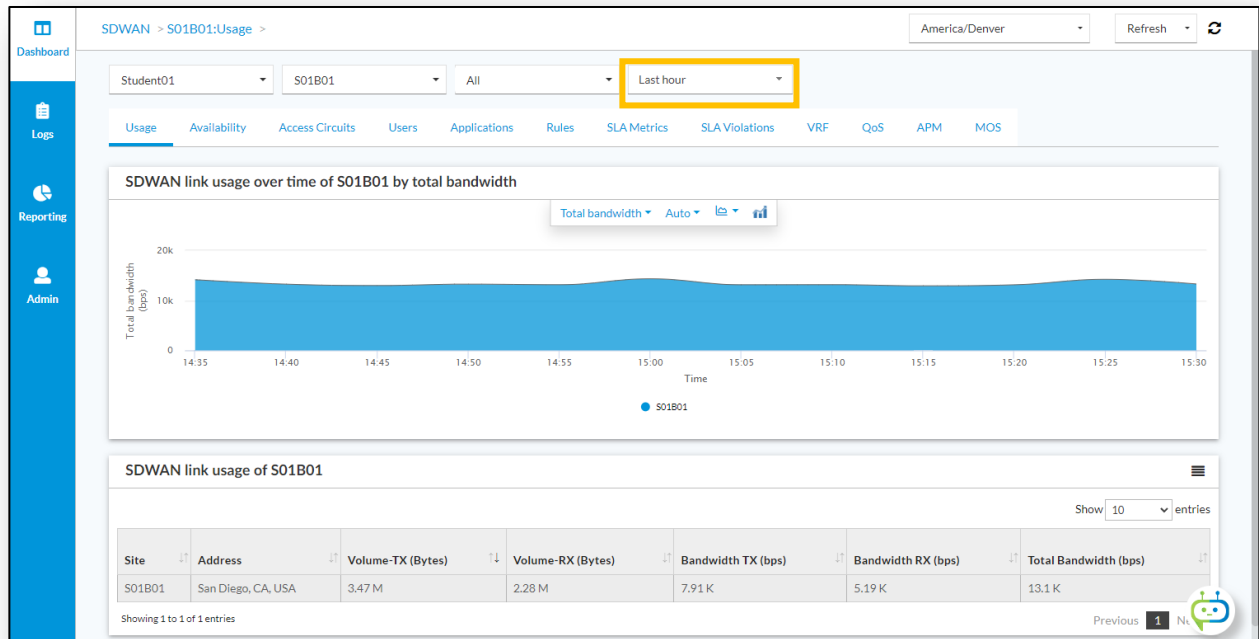 Dashboard
Logs
Reporting
Admin
SDWAN > S01B01:Usage >
America/Denver
Refresh
Student01
S01B01
All
Last hour
Usage Availability Access Circuits Users Applications Rules SLA Metrics SLA Violations VRF QoS APM MOS
SDWAN link usage over time of S01B01 by total bandwidth
Total bandwidth Auto
Total bandwidth
(bps)
20k
10k
0
14:35 14:40 14:45 14:50 14:55 15:00 15:05 15:10 15:15 15:20 15:25 15:30
Time
S01B01
SDWAN link usage of S01B01
Show 10 entries
Site Address Volume-TX (Bytes) Volume-RX (Bytes) Bandwidth TX (bps) Bandwidth RX (bps) Total Bandwidth (bps)
S01B01 San Diego, CA, USA 3.47 M 2.28 M 7.91 K 5.19 K 13.1 K
Showing 1 to 1 of 1 entries
Previous 1